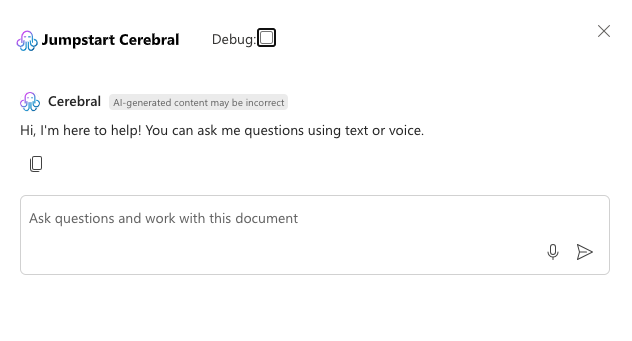 Jumpstart Cerebral Debug:
Cerebral AI-generated content may be incorrect
Hi, I'm here to help! You can ask me questions using text or voice.
Ask questions and work with this document